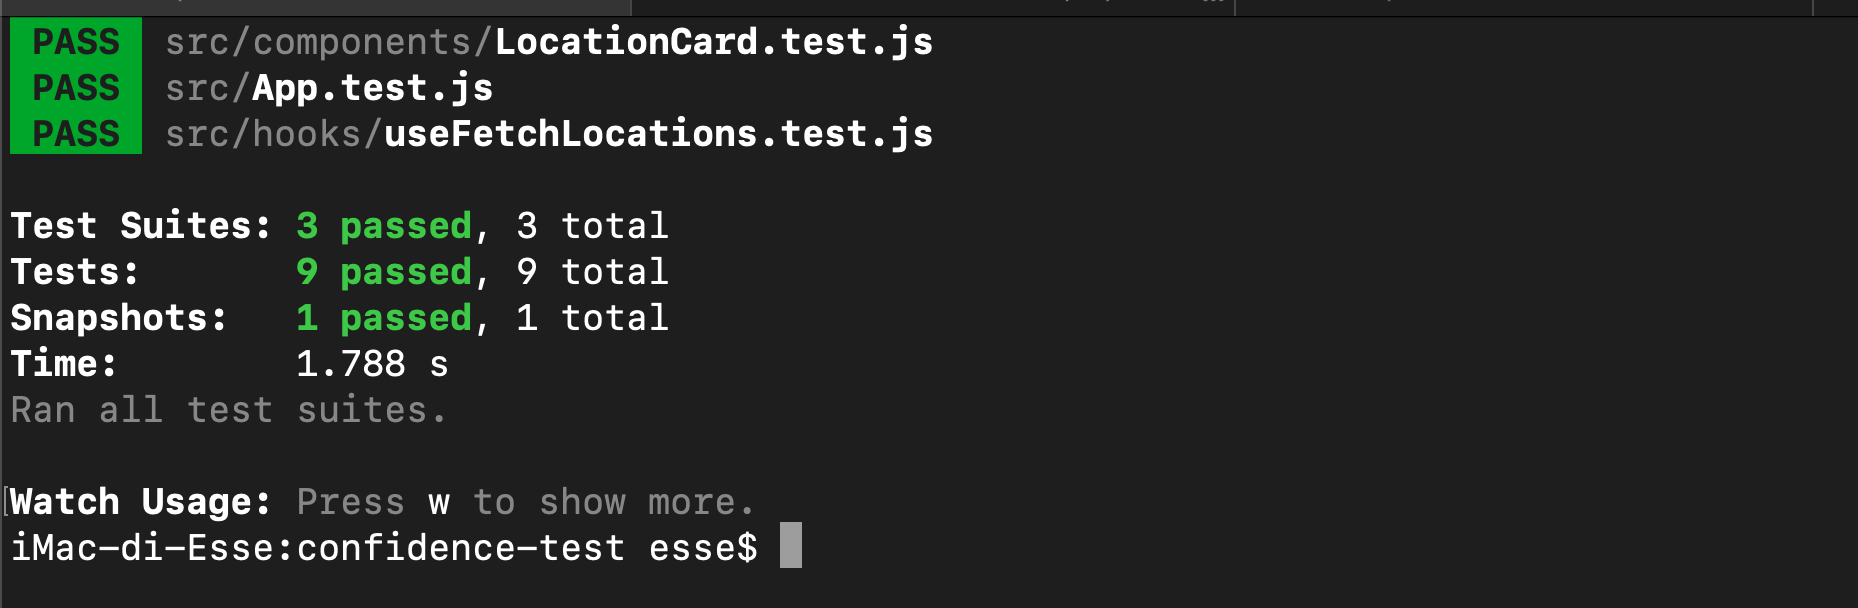 PASS src/components/LocationCard.test.js
PASS src/App.test.js
PASS src/hooks/useFetchLocations.test.js
Test Suites: 3 passed, 3 total
Tests: 9 passed, 9 total
Snapshots: 1 passed, 1 total
Time: 1.788 s
Ran all test suites.
Watch Usage: Press w to show more.
iMac-di-Esse:confidence-test esse$